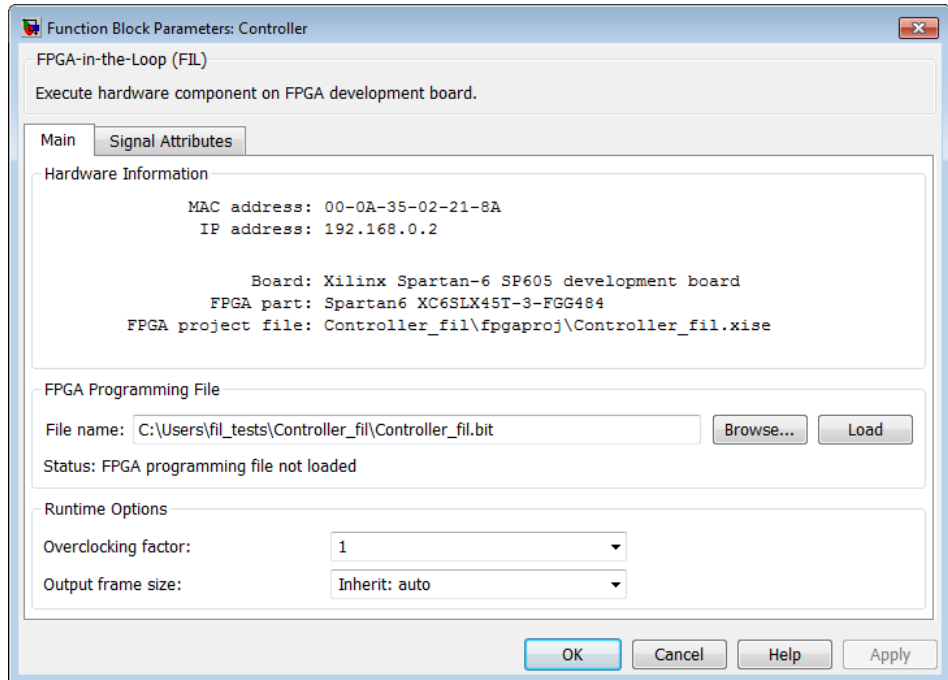 Function Block Parameters: Controller
FPGA-in-the-Loop (FIL)
Execute hardware component on FPGA development board.
Main Signal Attributes
Hardware Information
MAC address: 00-0A-35-02-21-8A
IP address: 192.168.0.2
Board: Xilinx Spartan-6 SP605 development board
FPGA part: Spartan6 XC6SLX45T-3-FGG484
FPGA project file: Controller_fil\fpgaproj\Controller_fil.xise
FPGA Programming File
File name: C:\Users\fil_tests\Controller_fil\Controller_fil.bit Browse... Load
Status: FPGA programming file not loaded
Runtime Options
Overclocking factor: 1
Output frame size: Inherit: auto
OK Cancel Help Apply